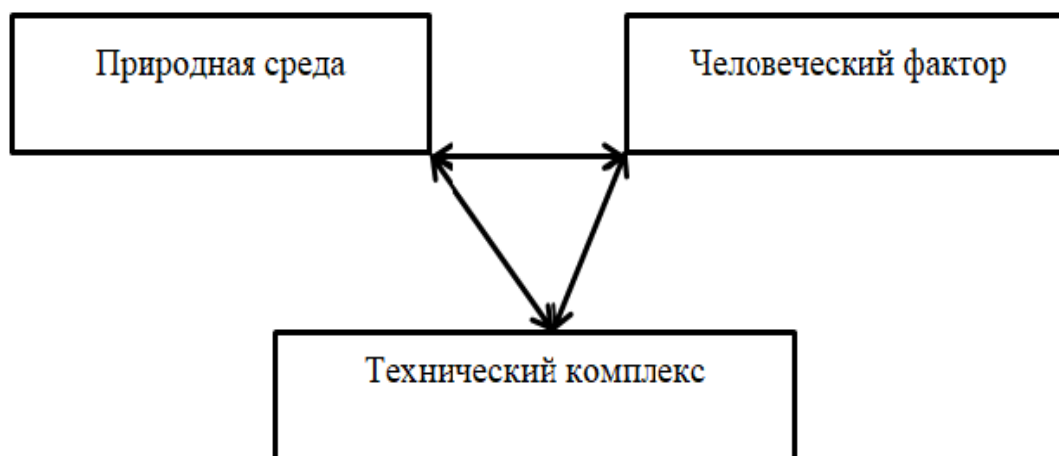 Природная среда
Человеческий фактор
Технический комплекс